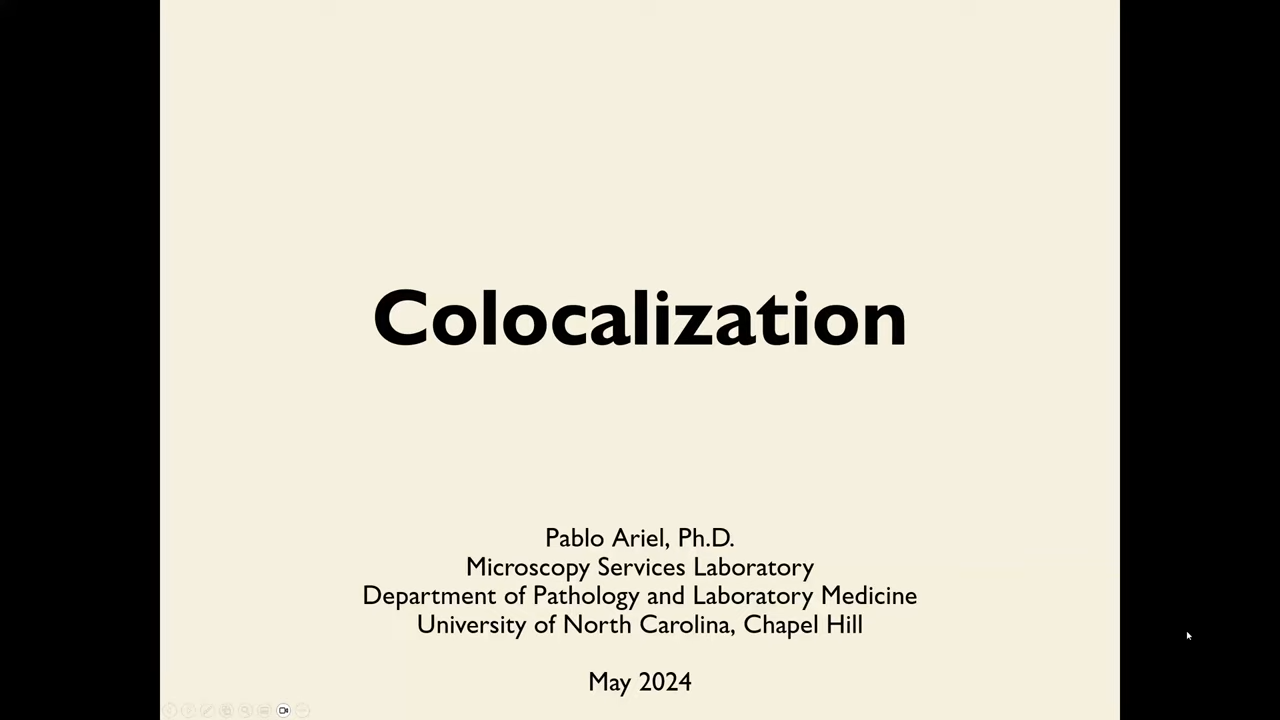 Colocalization
Pablo Ariel, Ph.D.
Microscopy Services Laboratory
Department of Pathology and Laboratory Medicine
University of North Carolina, Chapel Hill
May 2024